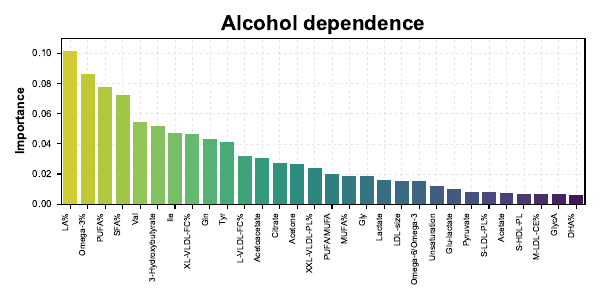 Alcohol dependence
Importance
0.10
0.08
0.06
0.04
0.02
0.00
LA%
Omega-3%
PUFA%
SFA%
Val
3-Hydroxybutyrate
Ile
XL-VLDL-FC%
Gln
Tyr
L-VLDL-FC%
Acetoacetate
Citrate
Acetone
XXL-VLDL-PL%
PUFA/MUFA
MUFA%
Gly
Lactate
LDL-size
Omega-6/Omega-3
Unsaturation
Glu-lactate
Pyruvate
S-LDL-PL%
Acetate
S-HDL-PL
M-LDL-CE%
GlycA
DHA%